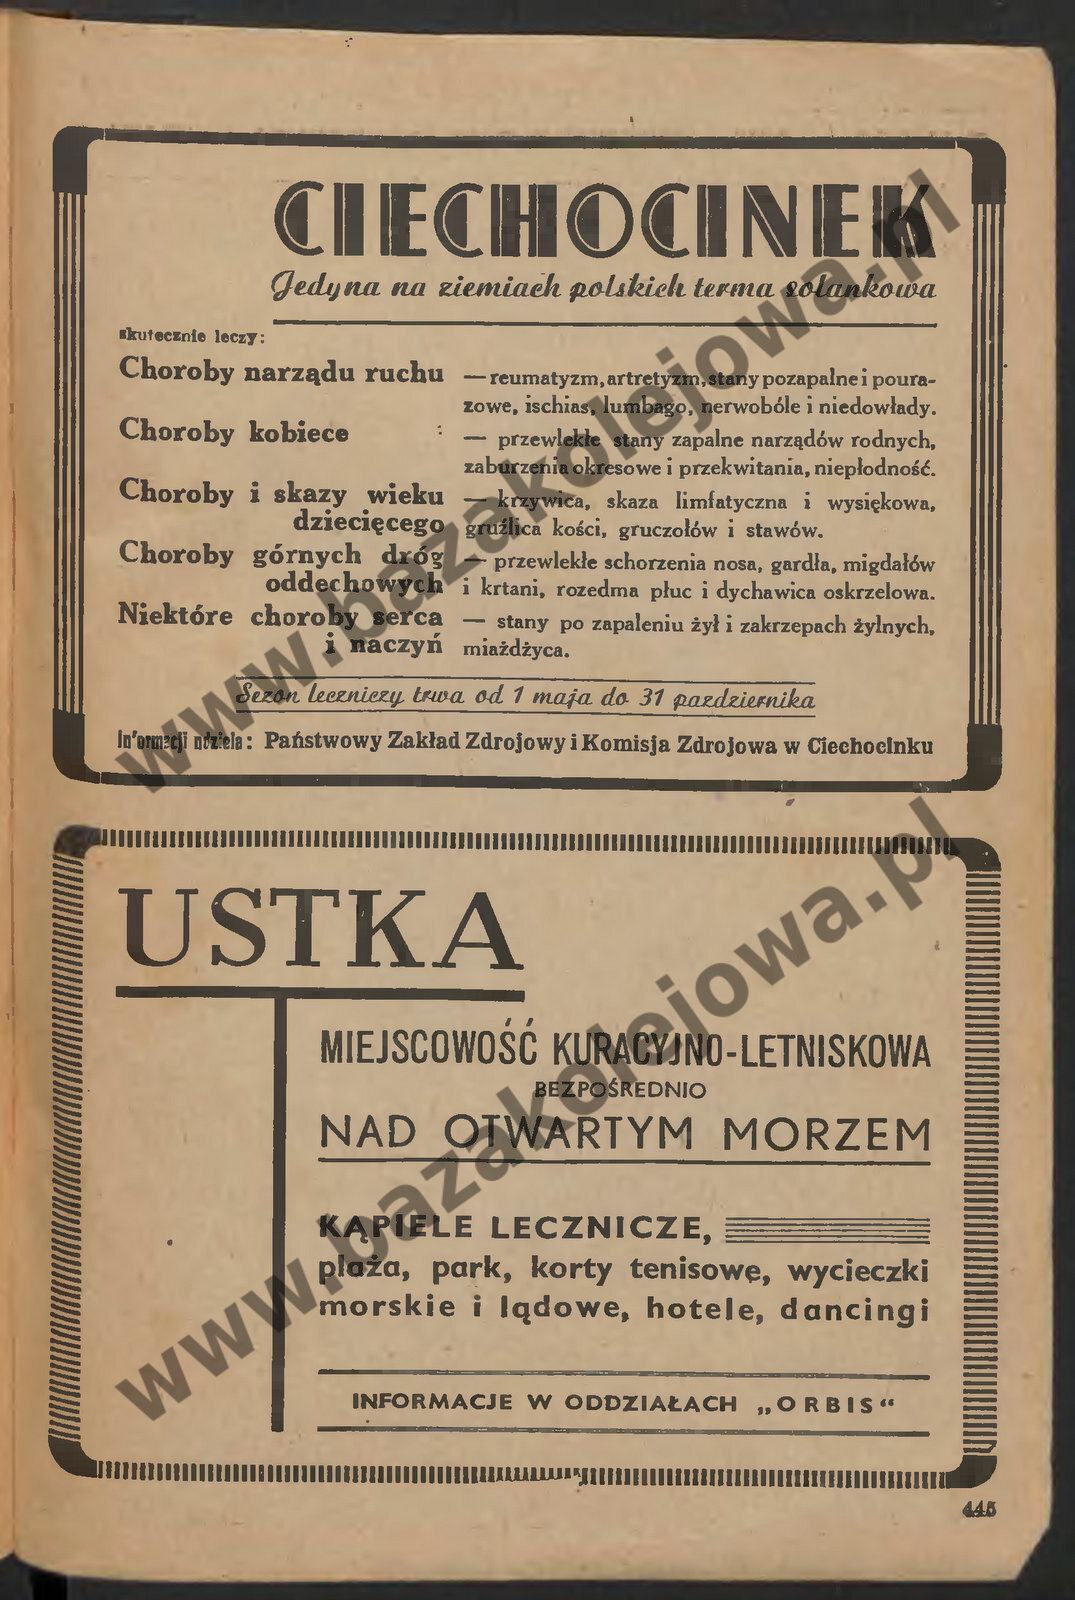 CIECHOCINEK
Jedyna na ziemiach polskich terma solankowa
skutecznie leczy:
Choroby narządu ruchu — reumatyzm, artretyzm, stany pozapalne i poura-
zowe, ischias, lumbago, nerwobóle i niedowłady.
Choroby kobiece — przewlekłe stany zapalne narządów rodnych,
zaburzenia okresowe i przekwitania, niepłodność.
Choroby i skazy wieku — krzywica, skaza limfatyczna i wysiękowa,
dziecięcego gruźlica kości, gruczołów i stawów.
Choroby górnych dróg — przewlekłe schorzenia nosa, gardła, migdałów
oddechowych i krtani, rozedma płuc i dychawica oskrzelowa.
Niektóre choroby serca — stany po zapaleniu żył i zakrzepach żylnych,
i naczyń miażdżyca.
Sezon leczniczy trwa od 1 maja do 31 pazdziernika
Informacji udziela: Państwowy Zakład Zdrojowy i Komisja Zdrojowa w Ciechocinku
www.bazakolejowa.pl
USTKA
MIEJSCOWOŚĆ KURACYJNO-LETNISKOWA
BEZPOŚREDNIO
NAD OTWARTYM MORZEM
KĄPIELE LECZNICZE,
plaża, park, korty tenisowe, wycieczki
morskie i lądowe, hotele, dancingi
INFORMACJE W ODDZIAŁACH „ORBIS“
www.bazakolejowa.pl
445